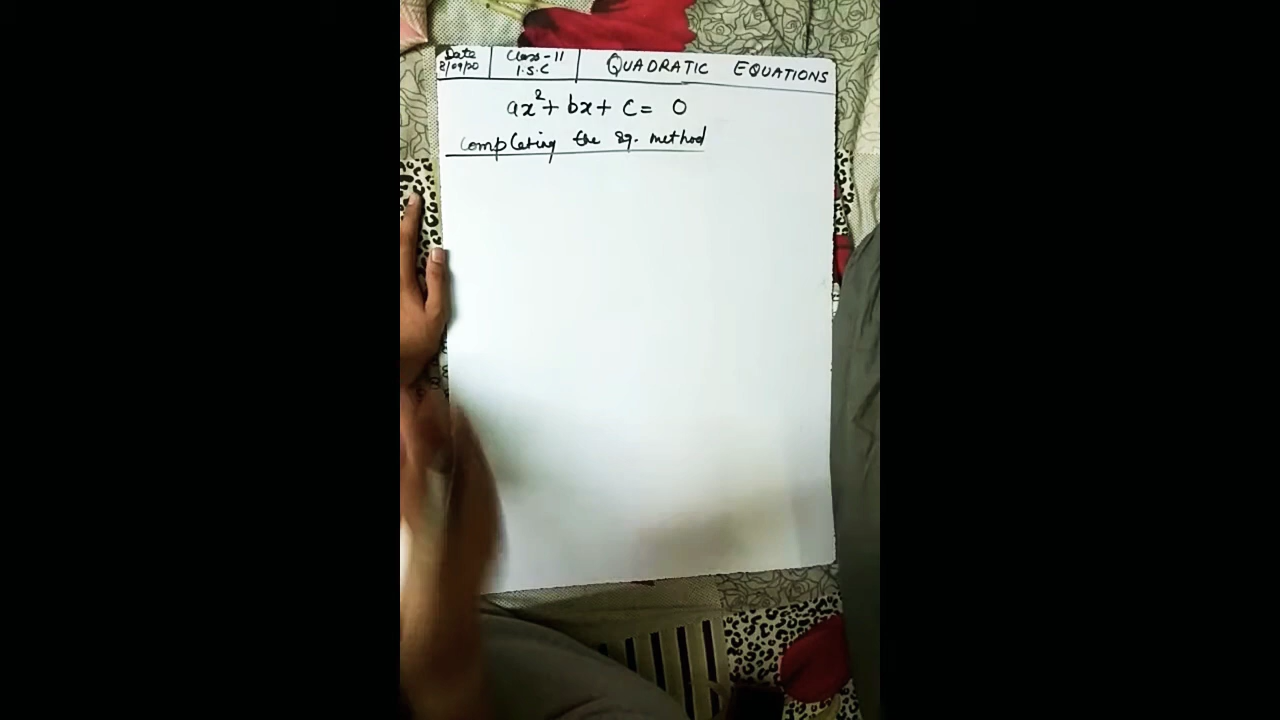 Date Class-11 QUADRATIC EQUATIONS
2/09/20 I.S.C
ax²+ bx + c = 0
completing the sq. method